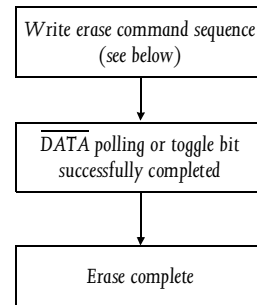 Write erase command sequence
(see below)
DATA polling or toggle bit
successfully completed
Erase complete